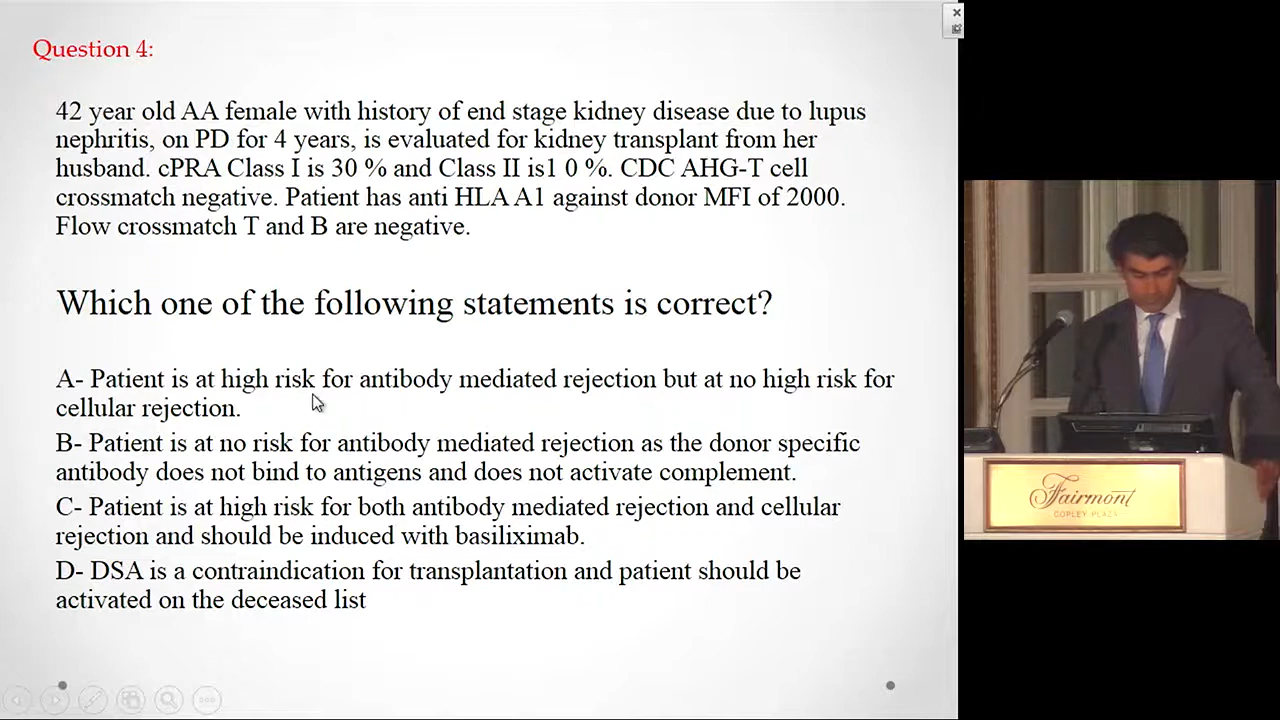 Question 4:
42 year old AA female with history of end stage kidney disease due to lupus
nephritis, on PD for 4 years, is evaluated for kidney transplant from her
husband. cPRA Class I is 30 % and Class II is1 0 %. CDC AHG-T cell
crossmatch negative. Patient has anti HLA A1 against donor MFI of 2000.
Flow crossmatch T and B are negative.
Which one of the following statements is correct?
A- Patient is at high risk for antibody mediated rejection but at no high risk for
cellular rejection.
B- Patient is at no risk for antibody mediated rejection as the donor specific
antibody does not bind to antigens and does not activate complement.
C- Patient is at high risk for both antibody mediated rejection and cellular
rejection and should be induced with basiliximab.
D- DSA is a contraindication for transplantation and patient should be
activated on the deceased list
Fairmont
COPLEY PLAZA